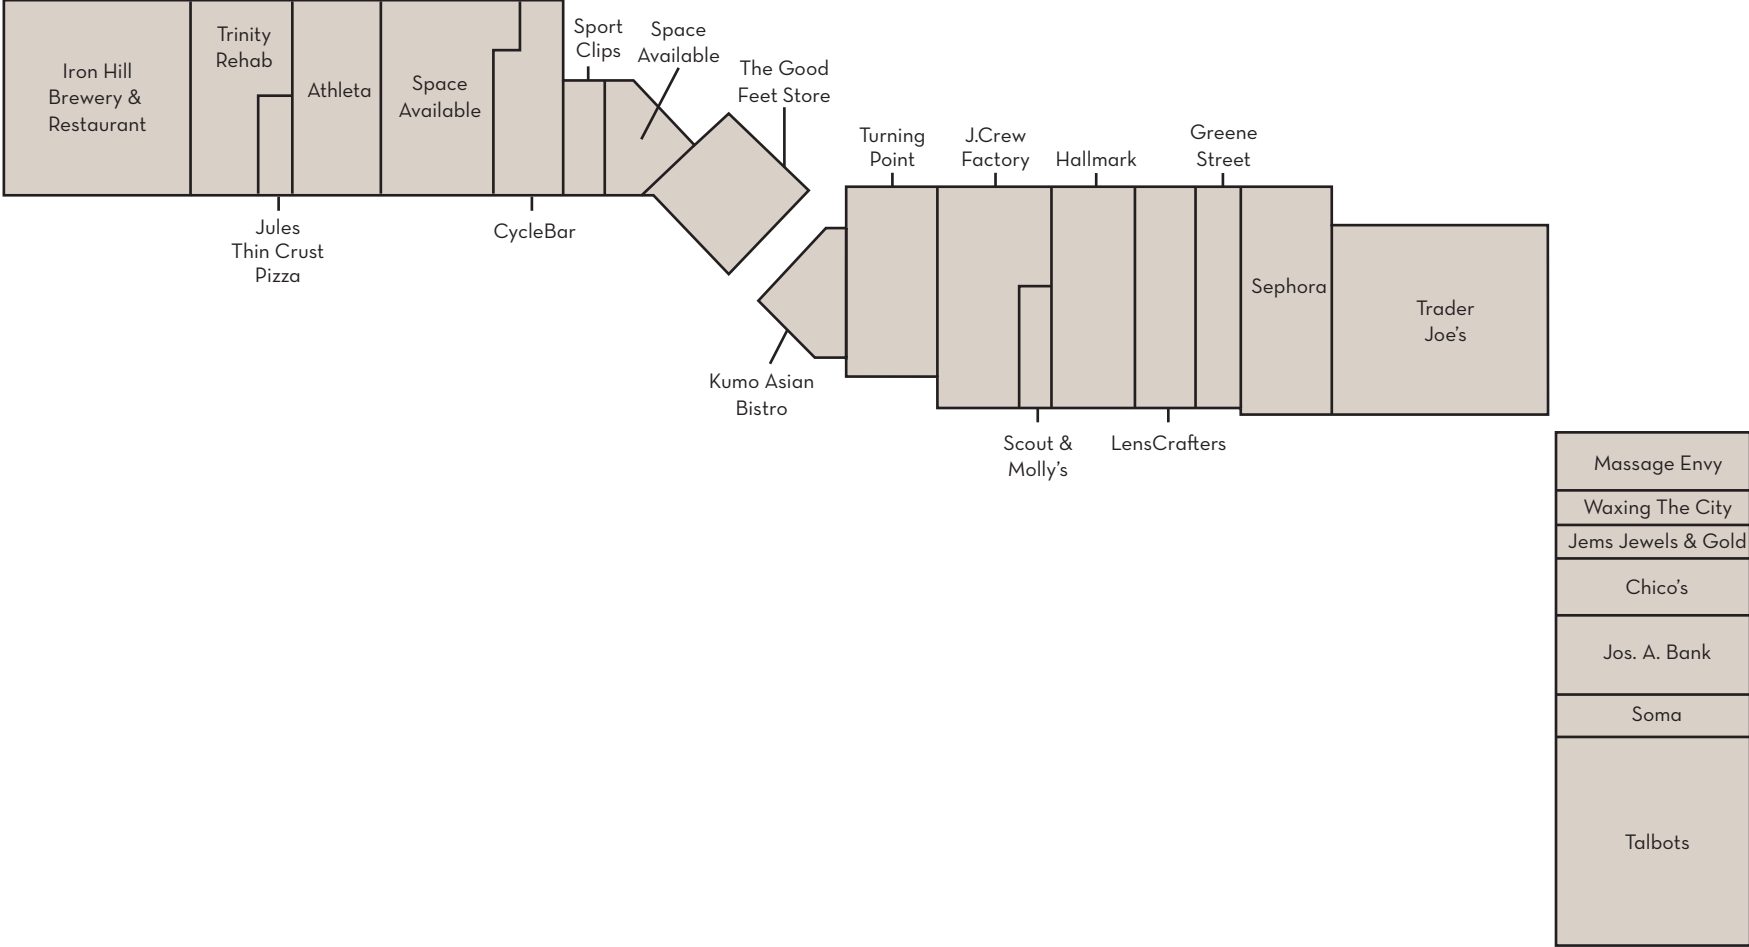 Iron Hill
Brewery &
Restaurant
Trinity
Rehab
Jules
Thin Crust
Pizza
Athleta
Space
Available
CycleBar
Sport
Clips
Space
Available
The Good
Feet Store
Kumo Asian
Bistro
Turning
Point
J.Crew
Factory
Scout &
Molly's
Hallmark
LensCrafters
Greene
Street
Sephora
Trader
Joe's
Massage Envy
Waxing The City
Jems Jewels & Gold
Chico's
Jos. A. Bank
Soma
Talbots